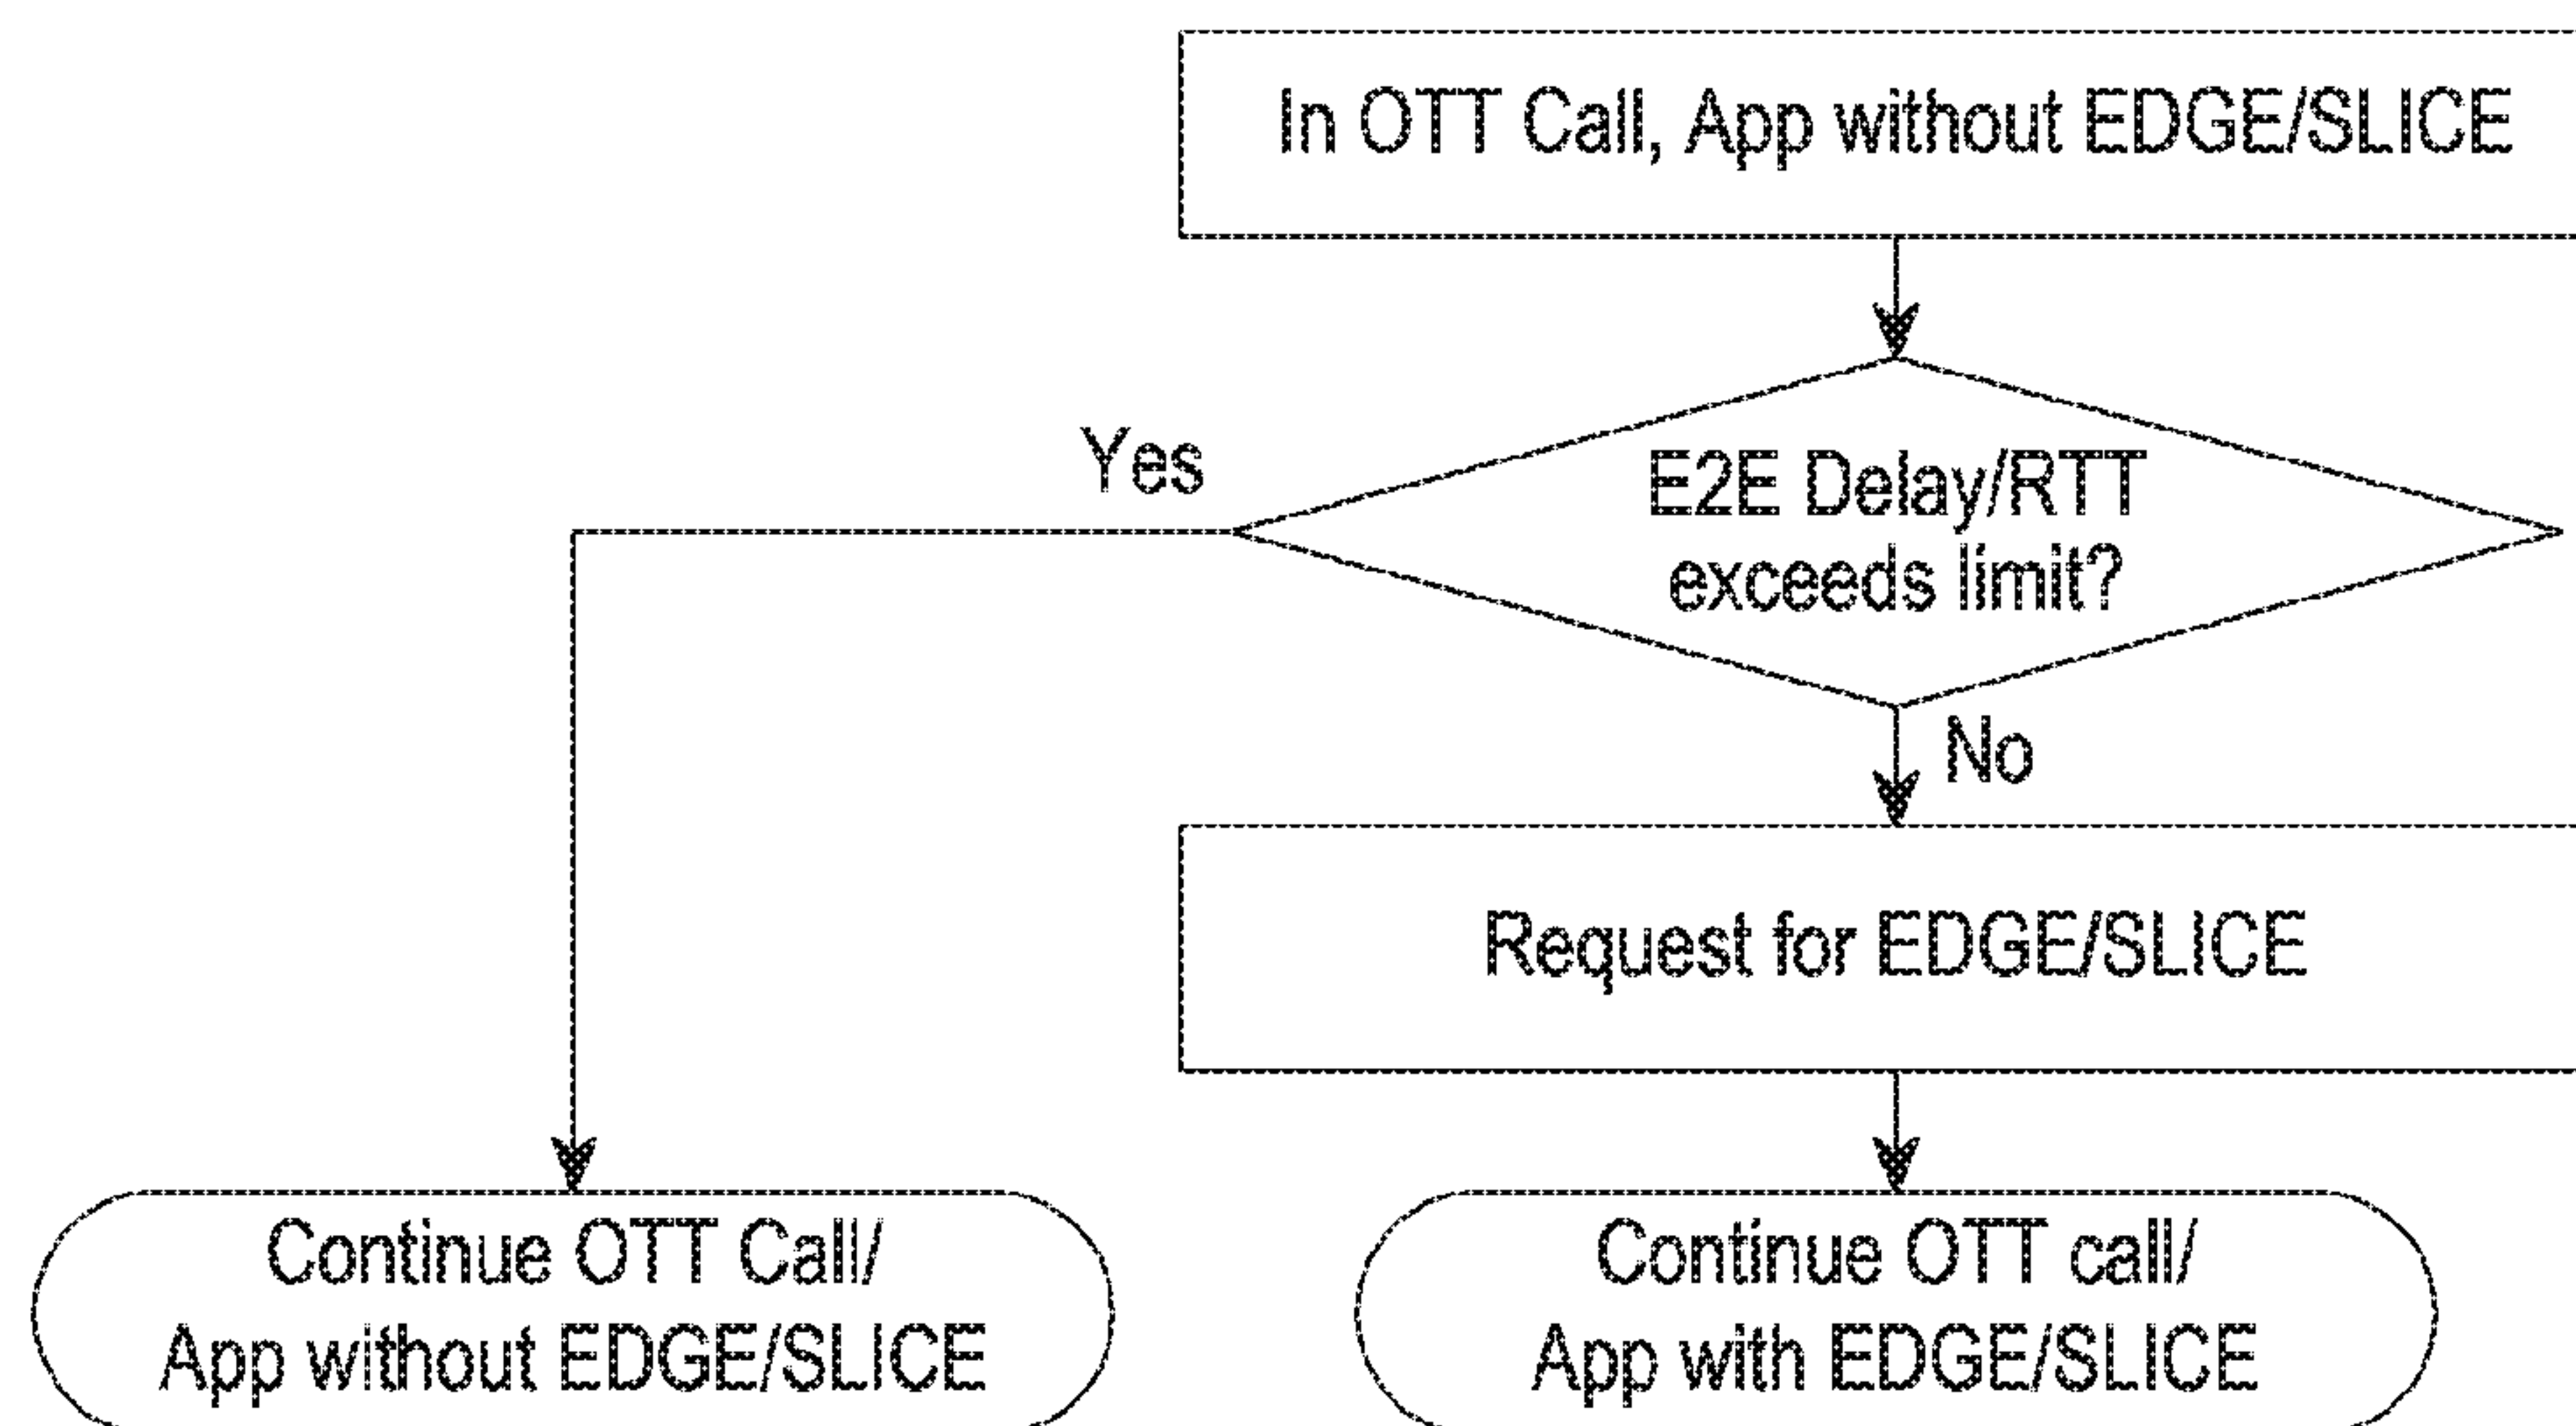 In OTT Call, App without EDGE/SLICE
Yes
E2E Delay/RTT
exceeds limit?
No
Request for EDGE/SLICE
Continue OTT Call/
App without EDGE/SLICE
Continue OTT call/
App with EDGE/SLICE